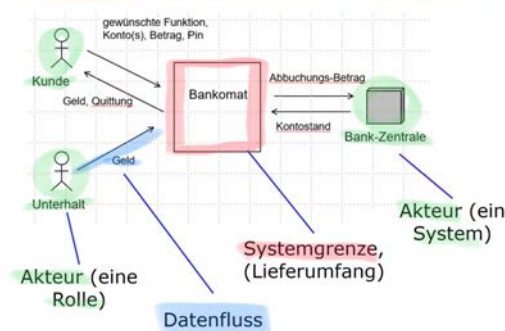 gewünschte Funktion,
Konto(s), Betrag, Pin
Kunde
Geld, Quittung
Bankomat
Abbuchungs-Betrag
Kontostand
Bank-Zentrale
Geld
Unterhalt
Akteur (ein
System)
Systemgrenze,
(Lieferumfang)
Akteur (eine
Rolle)
Datenfluss